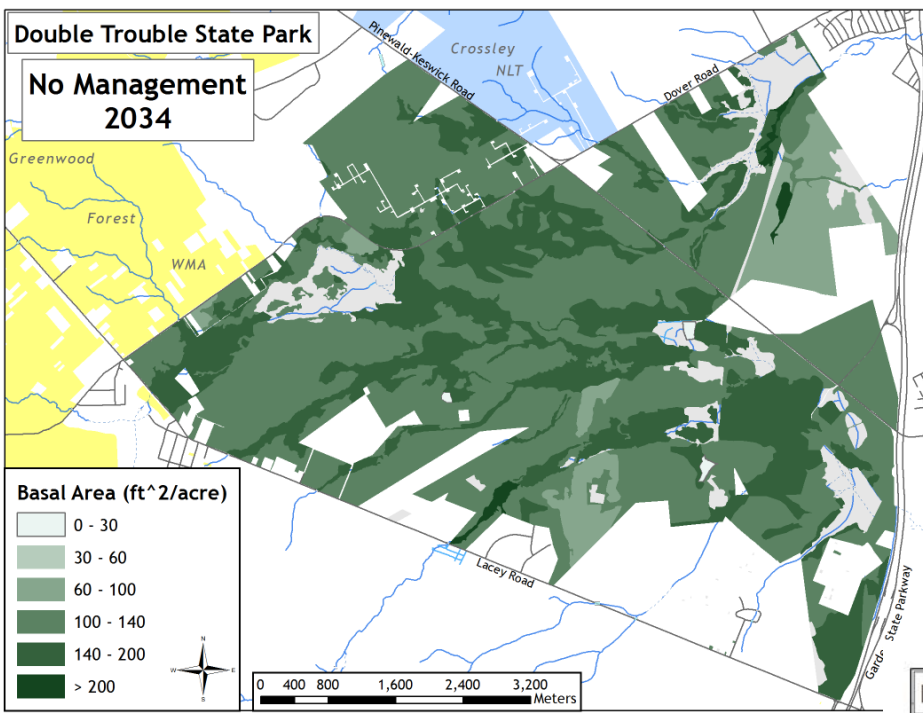 Double Trouble State Park
No Management
2034
Pinewald-Keswick Road
Crossley
NLT
Dover Road
Greenwood
Forest
WMA
Lacey Road
Garden State Parkway
Basal Area (ft^2/acre)
0 - 30
30 - 60
60 - 100
100 - 140
140 - 200
> 200
N
W
E
S
0 400 800 1,600 2,400 3,200
Meters